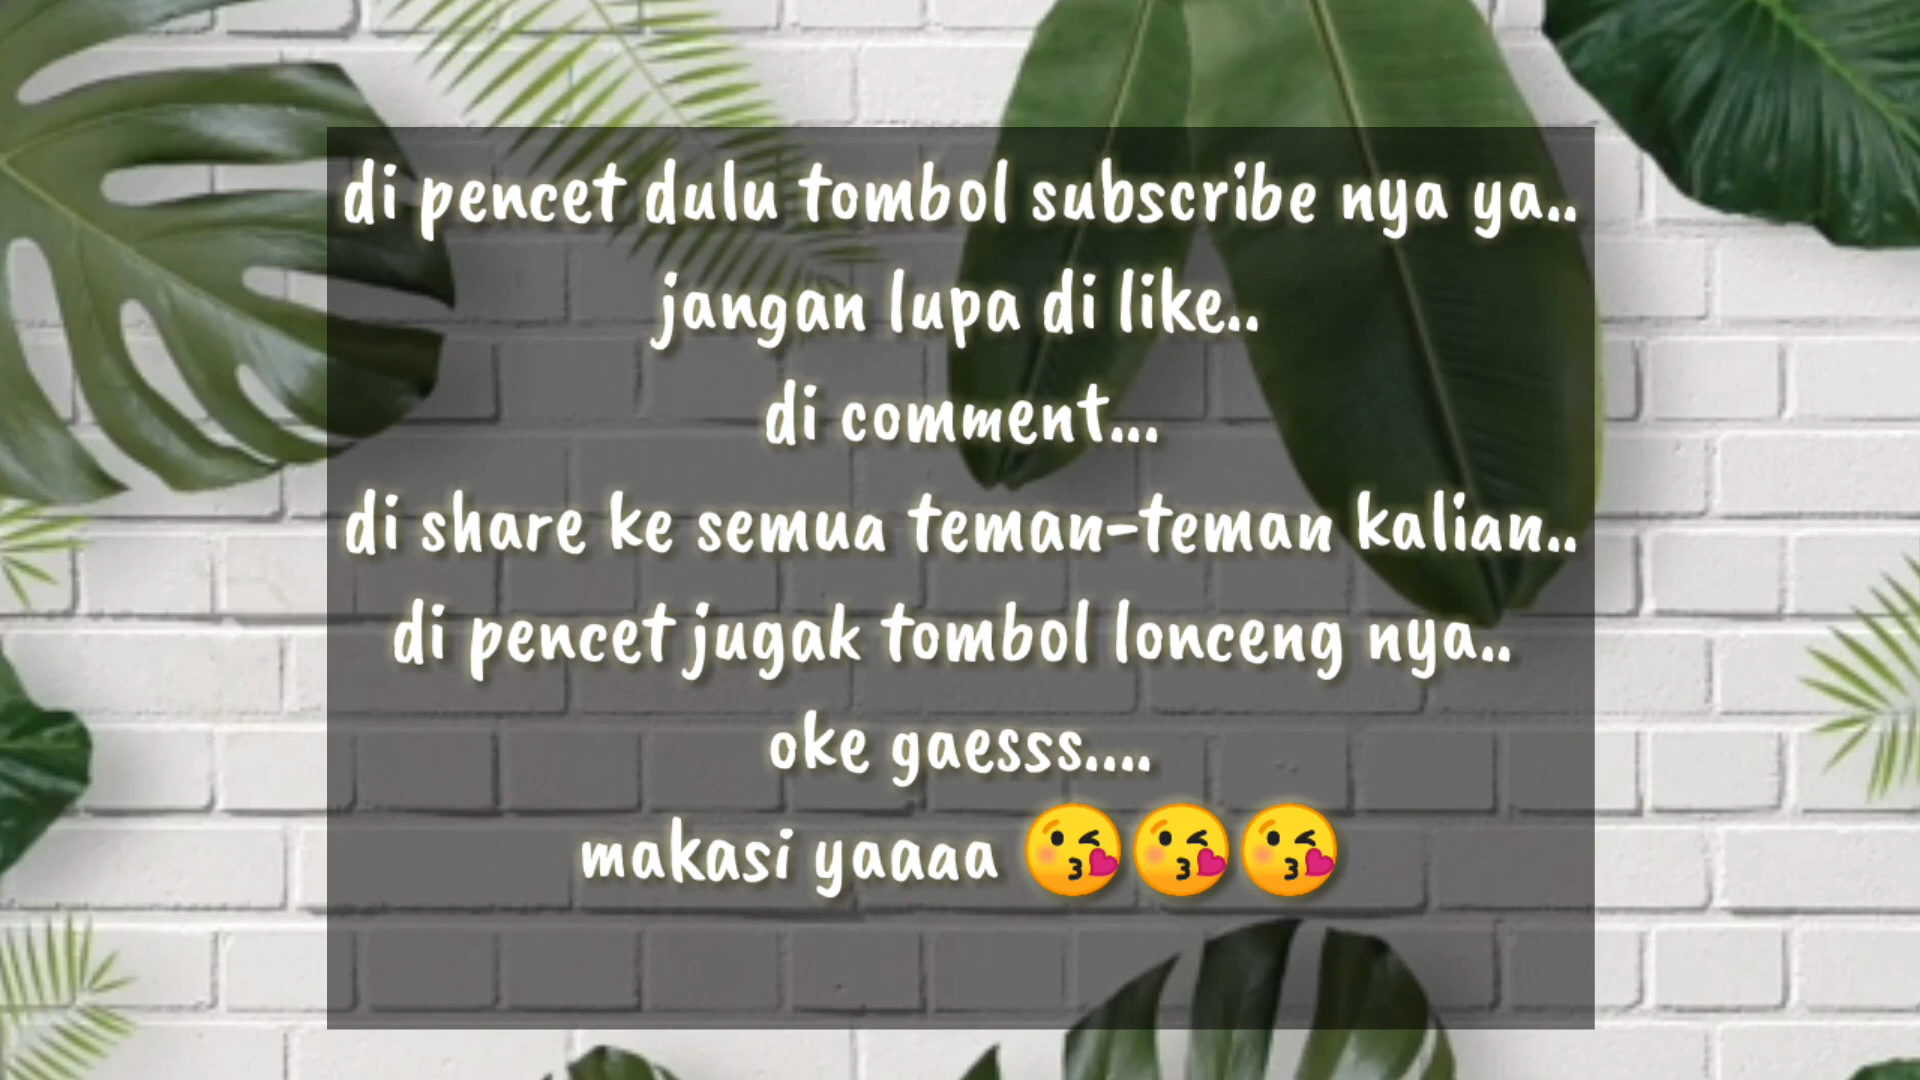 di pencet dulu tombol subscribe nya ya..
jangan lupa di like..
di comment...
di share ke semua teman-teman kalian..
di pencet jugak tombol lonceng nya..
oke gaesss....
makasi yaaaa 😘😘😘